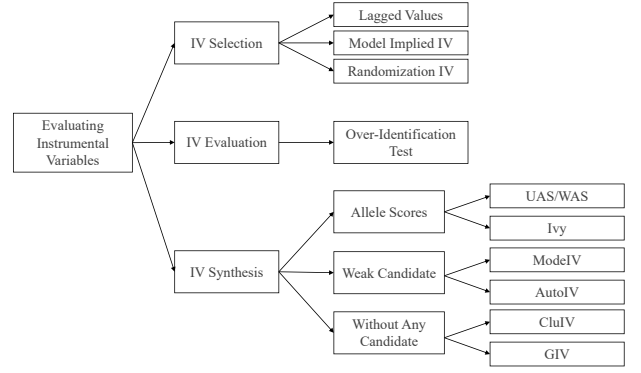 Lagged Values
IV Selection
Model Implied IV
Randomization IV
Evaluating
Instrumental
Variables
IV Evaluation
Over-Identification
Test
IV Synthesis
Allele Scores
UAS/WAS
Ivy
Weak Candidate
ModeIV
AutoIV
Without Any
Candidate
CluIV
GIV